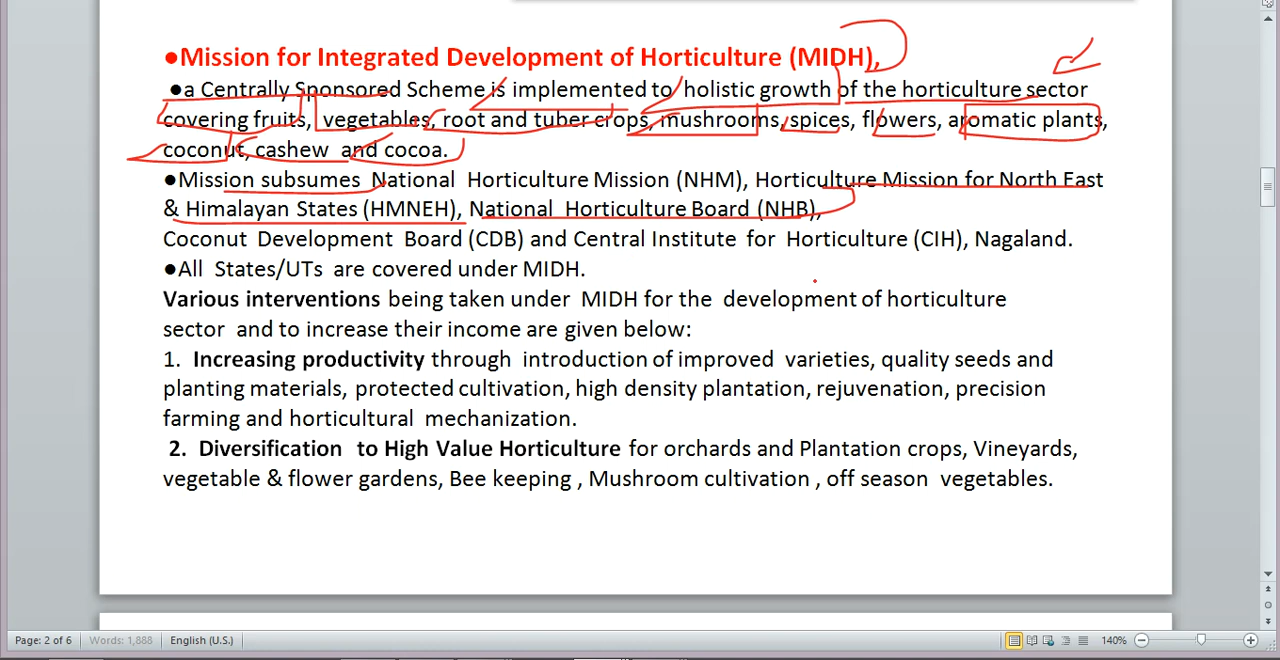 ●Mission for Integrated Development of Horticulture (MIDH),
●a Centrally Sponsored Scheme is implemented to holistic growth of the horticulture sector
covering fruits, vegetables, root and tuber crops, mushrooms, spices, flowers, aromatic plants,
coconut, cashew and cocoa.
●Mission subsumes National Horticulture Mission (NHM), Horticulture Mission for North East
& Himalayan States (HMNEH), National Horticulture Board (NHB),
Coconut Development Board (CDB) and Central Institute for Horticulture (CIH), Nagaland.
●All States/UTs are covered under MIDH.
Various interventions being taken under MIDH for the development of horticulture
sector and to increase their income are given below:
1. Increasing productivity through introduction of improved varieties, quality seeds and
planting materials, protected cultivation, high density plantation, rejuvenation, precision
farming and horticultural mechanization.
2. Diversification to High Value Horticulture for orchards and Plantation crops, Vineyards,
vegetable & flower gardens, Bee keeping , Mushroom cultivation , off season vegetables.
Page: 2 of 6 Words: 1,888 English (U.S.) 140%